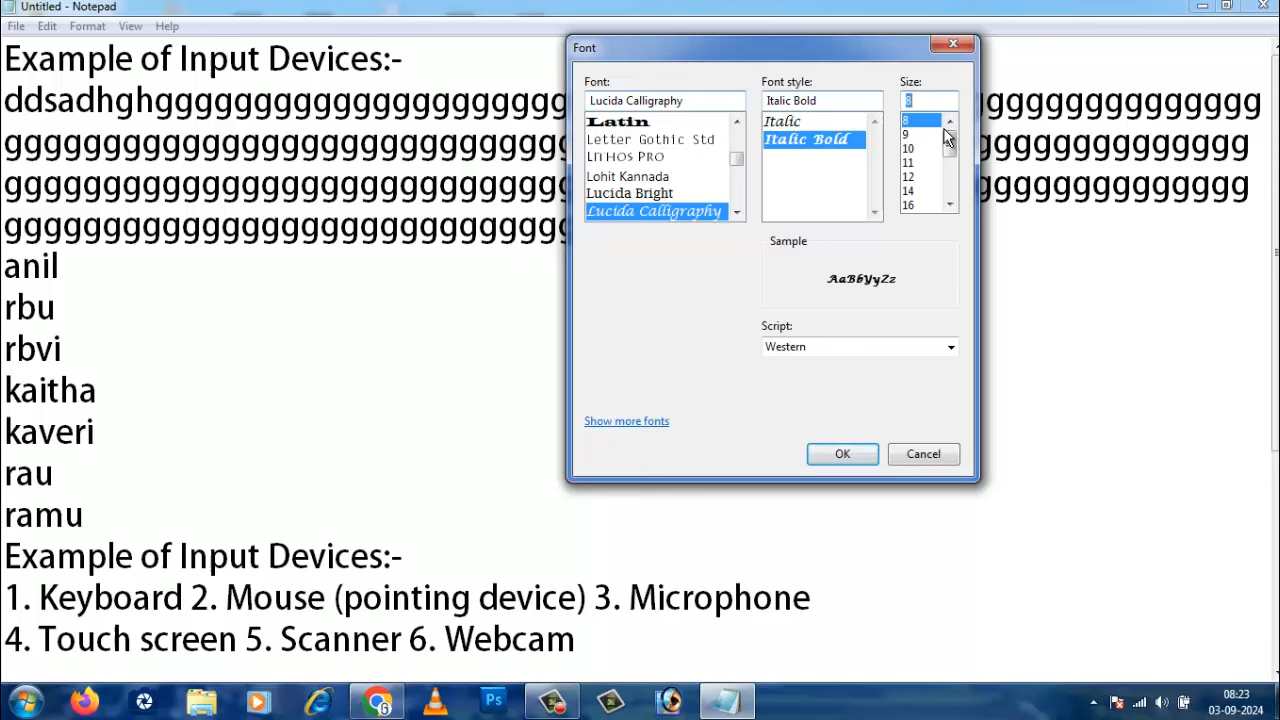 Untitled - Notepad
File Edit Format View Help
Example of Input Devices:-
anil
rbu
rbvi
kaitha
kaveri
rau
ramu
Example of Input Devices:-
1. Keyboard 2. Mouse (pointing device) 3. Microphone
4. Touch screen 5. Scanner 6. Webcam
Font
Font:
Lucida Calligraphy
Latin
Letter Gothic Std
LITHOS PRO
Lohit Kannada
Lucida Bright
Lucida Calligraphy
Font style:
Italic Bold
Italic
Italic Bold
Size:
8
8
9
10
11
12
14
16
Sample
AaBbYyZz
Script:
Western
Show more fonts
OK
Cancel
Ps
08:23
03-09-2024